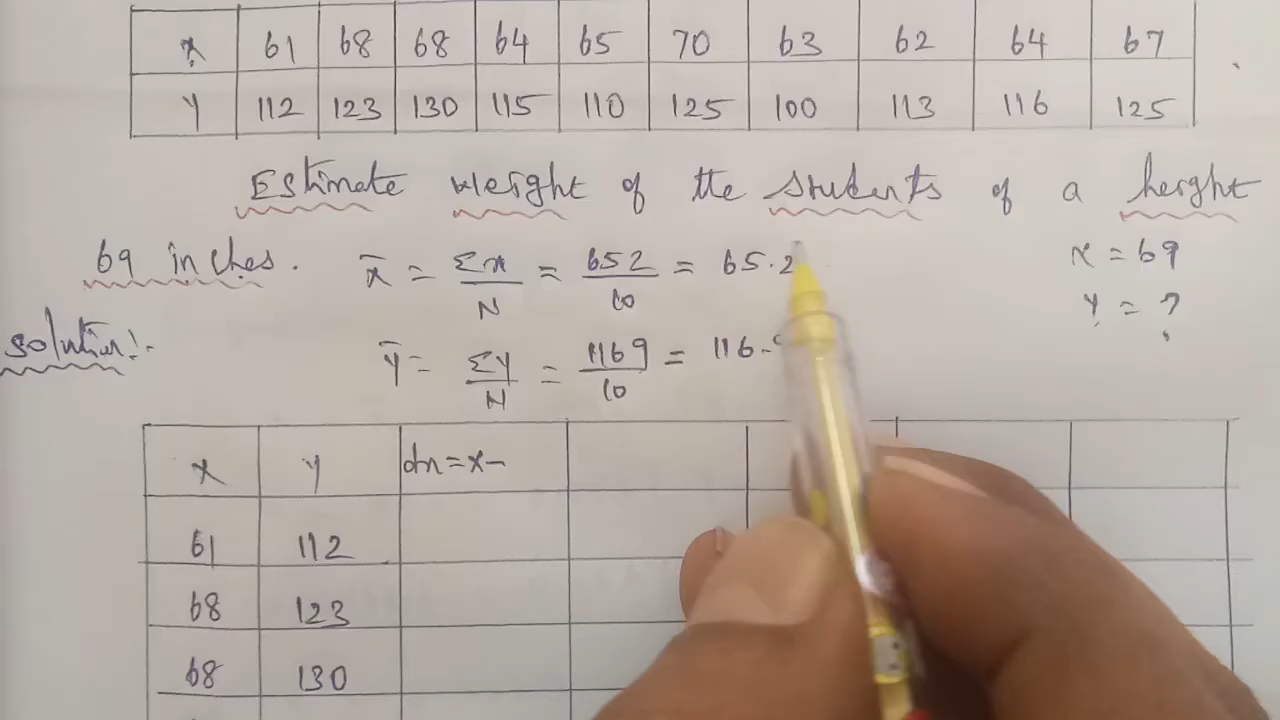 x 61 68 68 64 65 70 63 62 64 67
Y 112 123 130 115 110 125 100 113 116 125
Estimate weight of the students of a height
69 inches. x̄ = Σx/N = 652/10 = 65.2 x = 69
Y = ?
Solution:- ȳ = Σy/N = 1169/10 = 116.
x y dx = x-
61 112
68 123
68 130